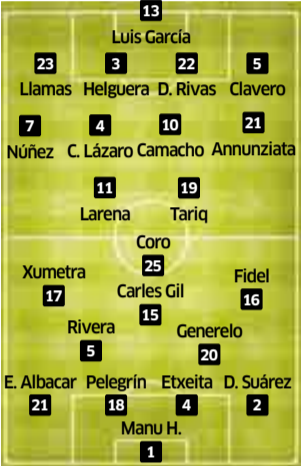 13
Luis García
23 3 22 5
Llamas Helguera D. Rivas Clavero
7 4 10 21
Núñez C. Lázaro Camacho Annunziata
11 19
Larena Tariq
Coro
25
Xumetra Fidel
17 16
Carles Gil
15
Rivera Generelo
5 20
E. Albacar Pelegrín Etxeita D. Suárez
21 18 4 2
Manu H.
1